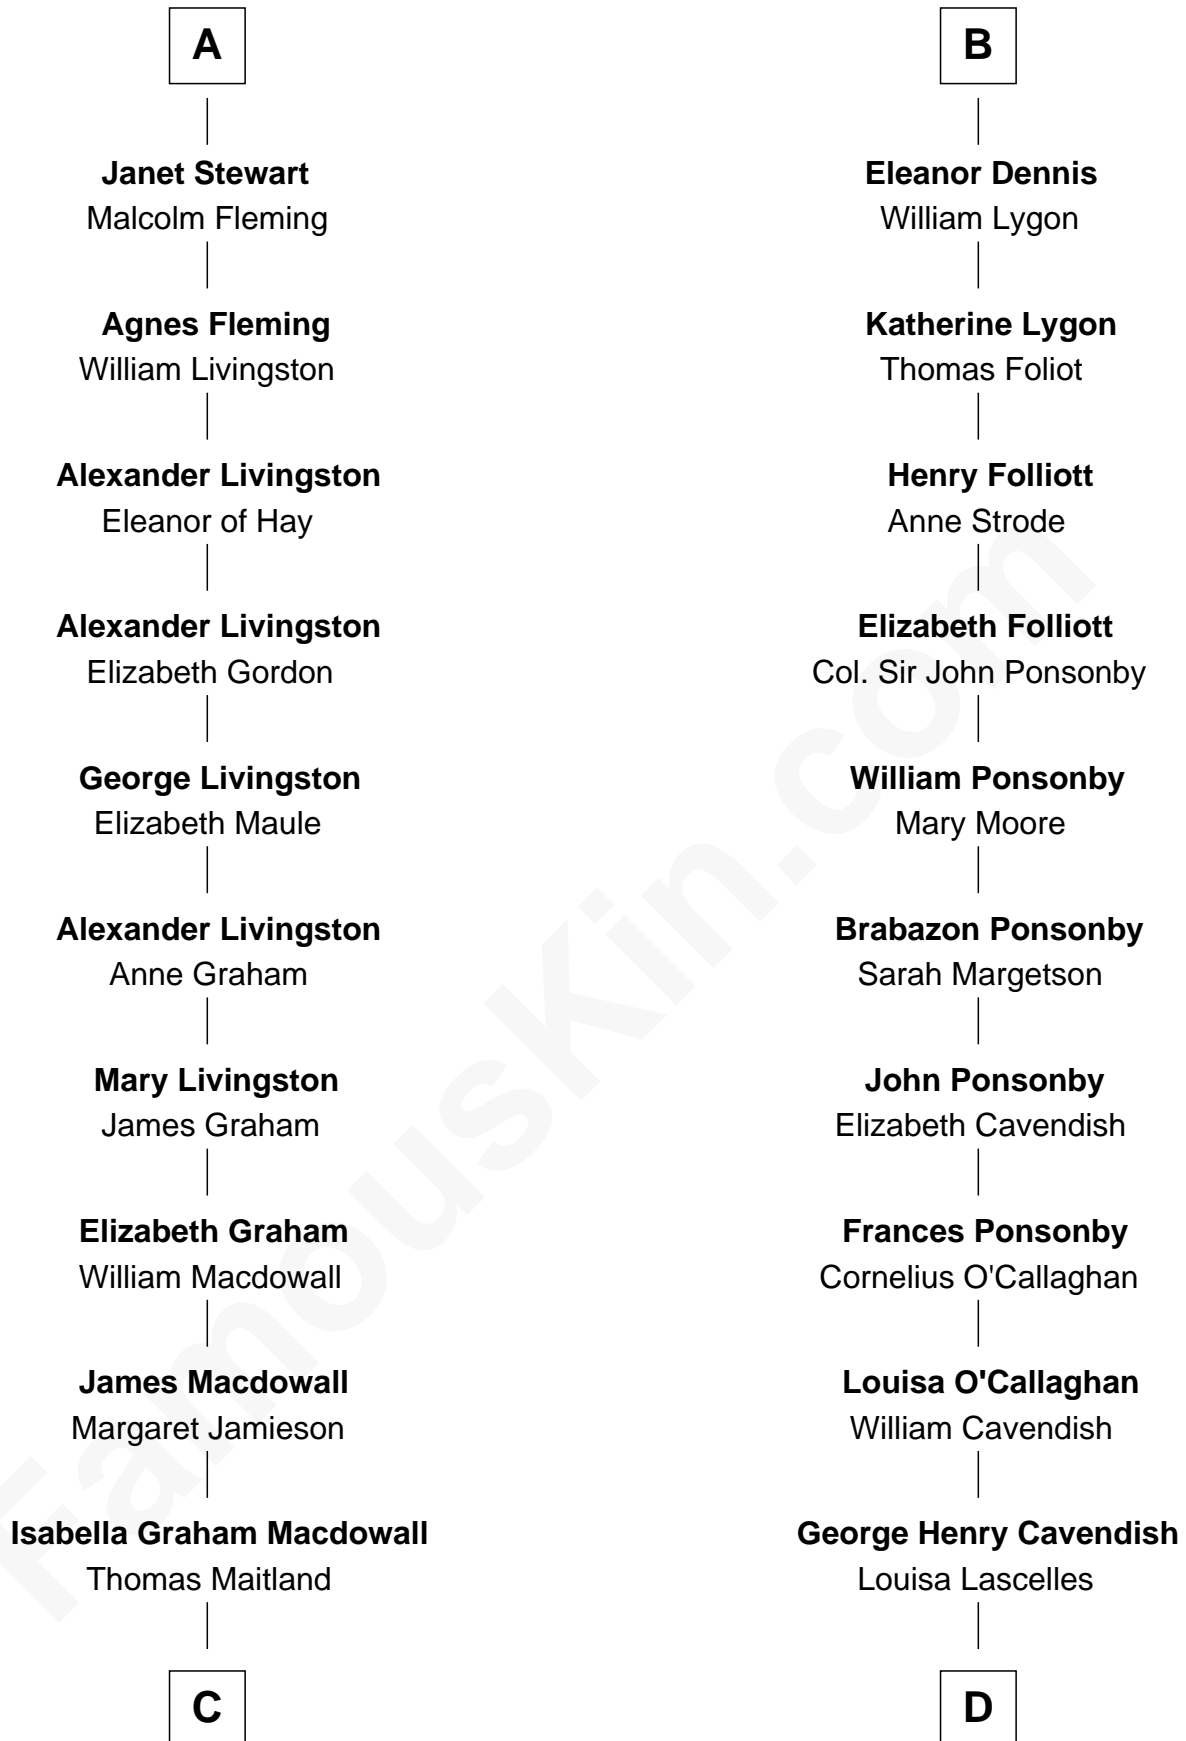 A
Janet Stewart
Malcolm Fleming
Agnes Fleming
William Livingston
Alexander Livingston
Eleanor of Hay
Alexander Livingston
Elizabeth Gordon
George Livingston
Elizabeth Maule
Alexander Livingston
Anne Graham
Mary Livingston
James Graham
Elizabeth Graham
William Macdowall
James Macdowall
Margaret Jamieson
Isabella Graham Macdowall
Thomas Maitland
C
B
Eleanor Dennis
William Lygon
Katherine Lygon
Thomas Foliot
Henry Folliott
Anne Strode
Elizabeth Folliott
Col. Sir John Ponsonby
William Ponsonby
Mary Moore
Brabazon Ponsonby
Sarah Margetson
John Ponsonby
Elizabeth Cavendish
Frances Ponsonby
Cornelius O'Callaghan
Louisa O'Callaghan
William Cavendish
George Henry Cavendish
Louisa Lascelles
D
FamousKin.com